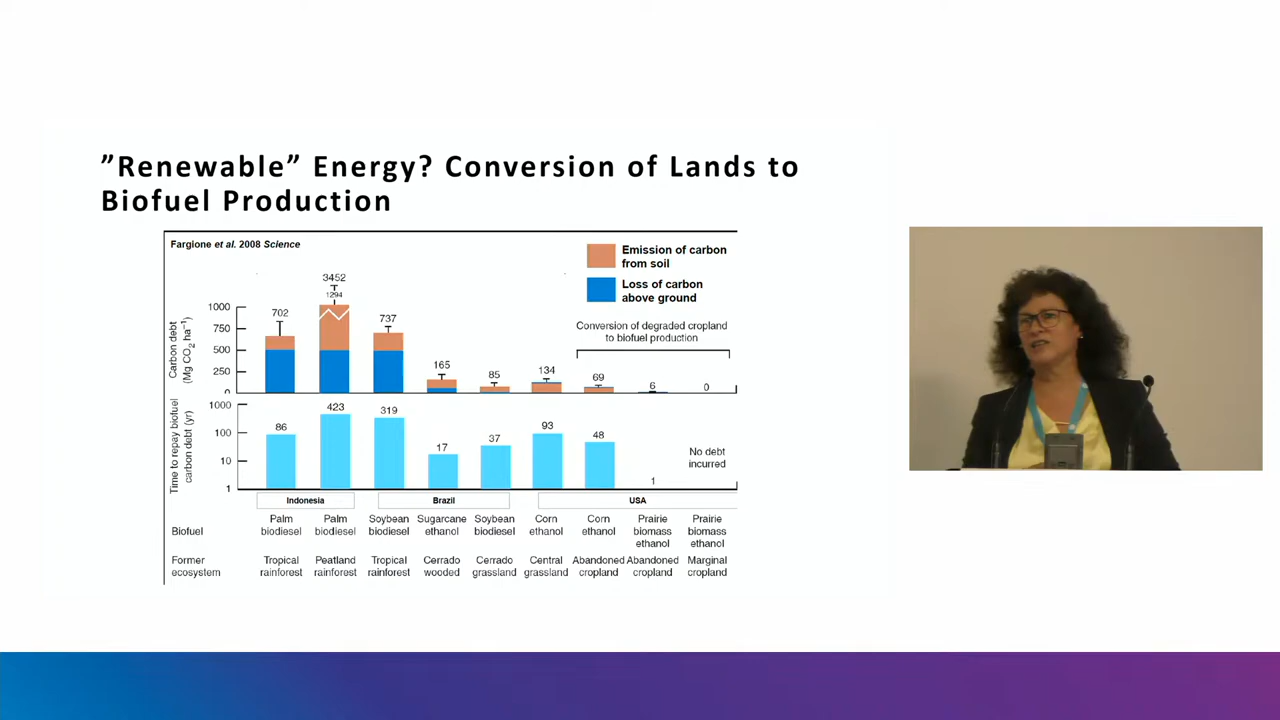 ”Renewable” Energy? Conversion of Lands to
Biofuel Production
Fargione et al. 2008 Science
Emission of carbon
from soil
Loss of carbon
above ground
Conversion of degraded cropland
to biofuel production
Carbon debt
(Mg CO2 ha⁻¹)
1000
750
500
250
0
702
3452
1294
737
165
85
134
69
6
0
Time to repay biofuel
carbon debt (yr)
1000
100
10
1
86
423
319
17
37
93
48
1
No debt
incurred
Indonesia
Brazil
USA
Biofuel
Palm
biodiesel
Palm
biodiesel
Soybean
biodiesel
Sugarcane
ethanol
Soybean
biodiesel
Corn
ethanol
Corn
ethanol
Prairie
biomass
ethanol
Prairie
biomass
ethanol
Former
ecosystem
Tropical
rainforest
Peatland
rainforest
Tropical
rainforest
Cerrado
wooded
Cerrado
grassland
Central
grassland
Abandoned
cropland
Abandoned
cropland
Marginal
cropland